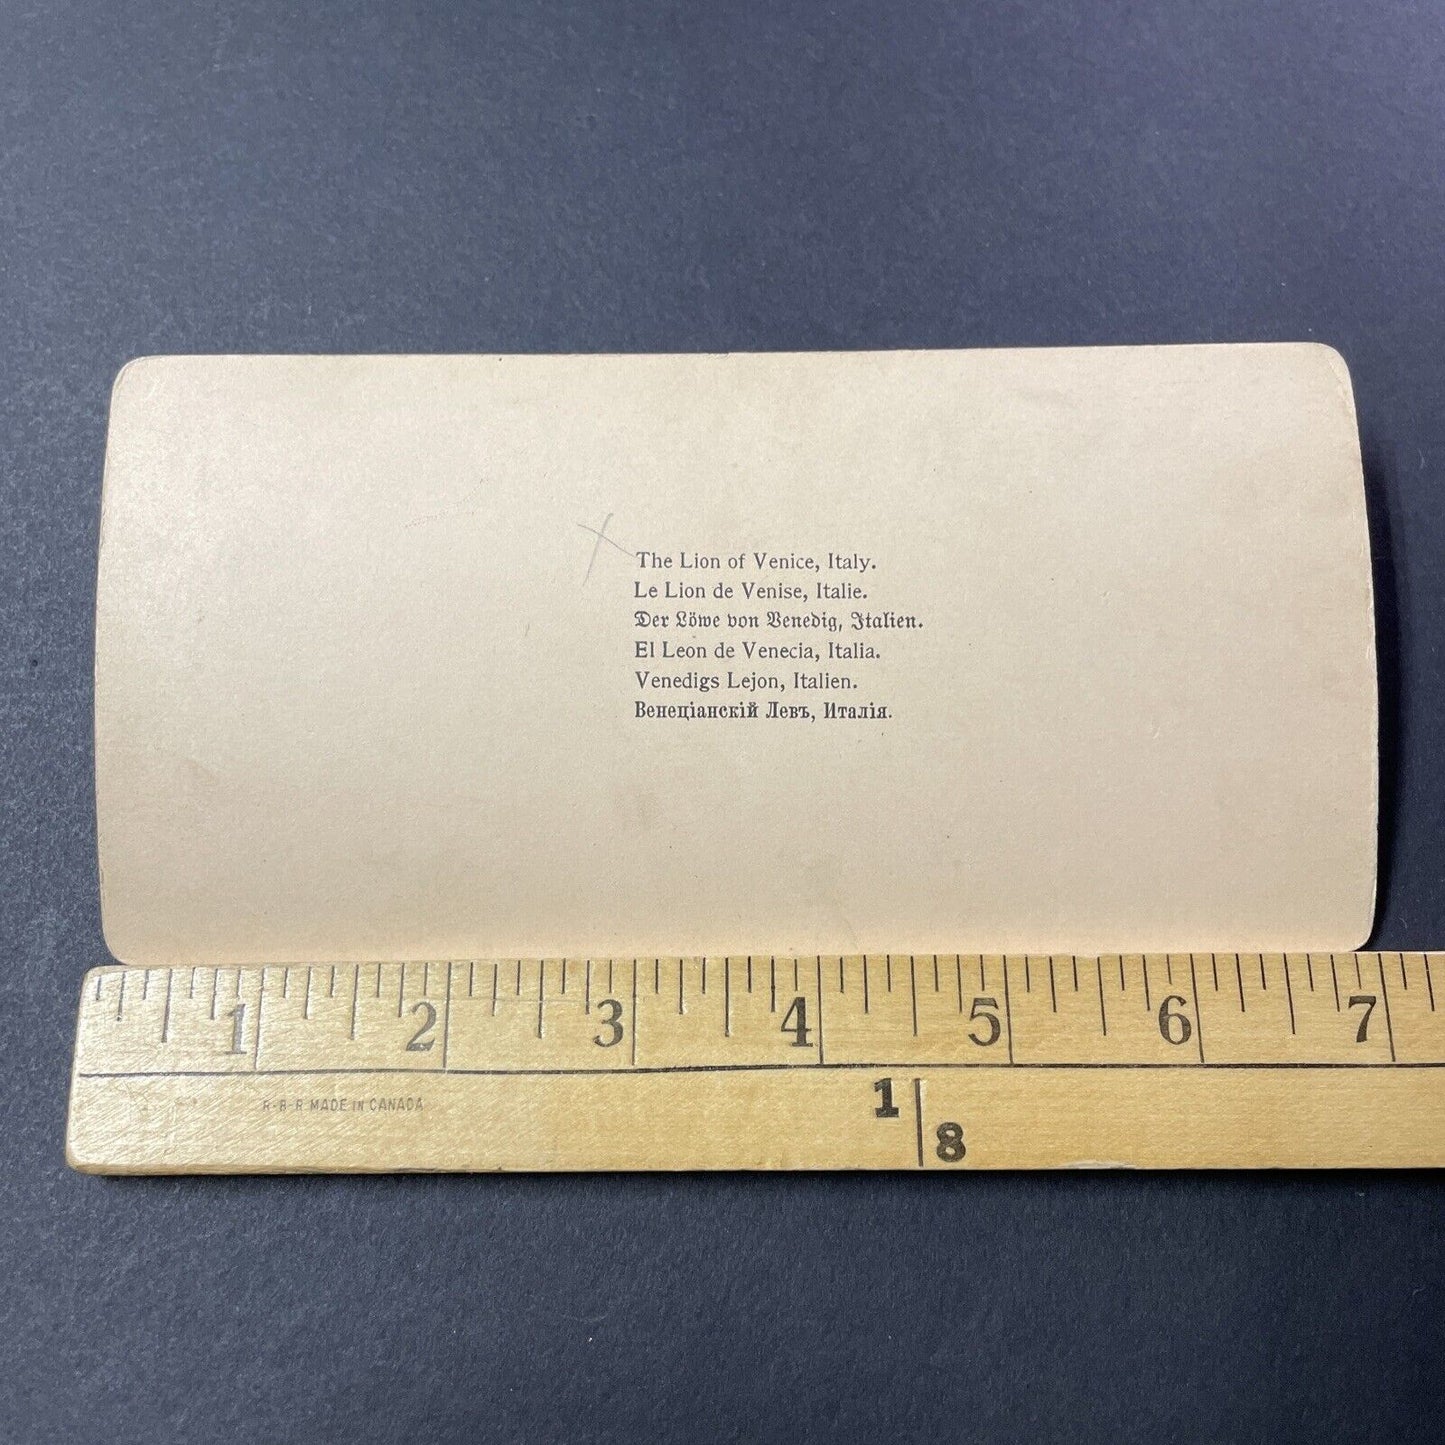 The Lion of Venice, Italy.
Le Lion de Venise, Italie.
Der Löwe von Venedig, Italien.
El Leon de Venecia, Italia.
Venedigs Lejon, Italien.
Венеціанскій Левъ, Италія.
1 2 3 4 5 6 7
R-B-R MADE IN CANADA
1 8